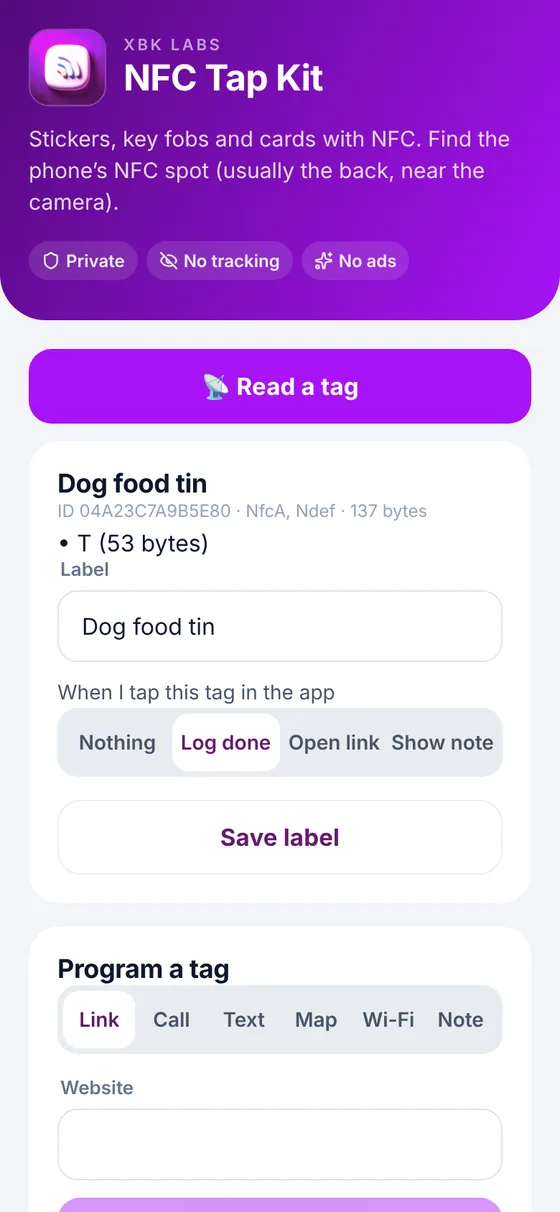 XBK LABS
NFC Tap Kit
Stickers, key fobs and cards with NFC. Find the
phone’s NFC spot (usually the back, near the
camera).
Private
No tracking
No ads
📡 Read a tag
Dog food tin
ID 04A23C7A9B5E80 · NfcA, Ndef · 137 bytes
• T (53 bytes)
Label
Dog food tin
When I tap this tag in the app
Nothing
Log done
Open link
Show note
Save label
Program a tag
Link
Call
Text
Map
Wi-Fi
Note
Website